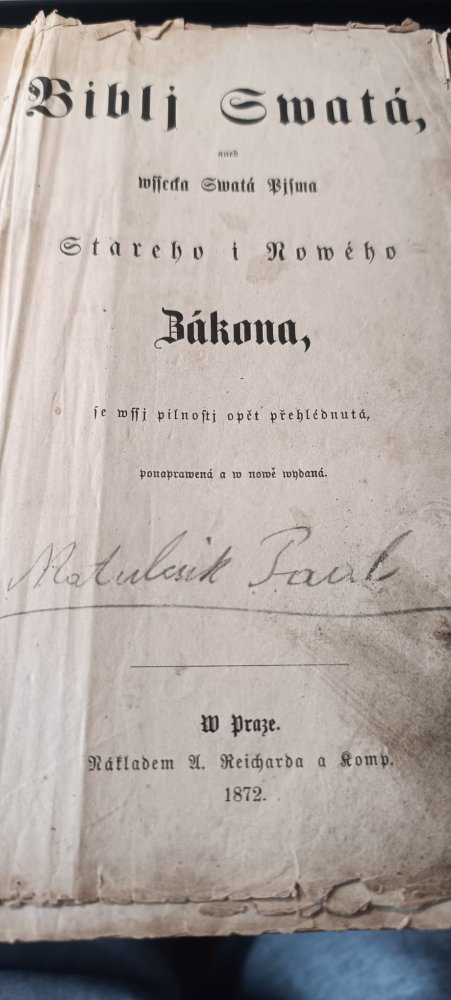 Biblj Swatá,
aneb
wssecka Swatá Pjsma
Stareho i Nowého
Zákona,
se wssj pilnostj opět přehlédnutá,
ponaprawená a w nowě wydaná.
Matulcsik Paul
W Praze.
Nákladem A. Reicharda a Komp.
1872.